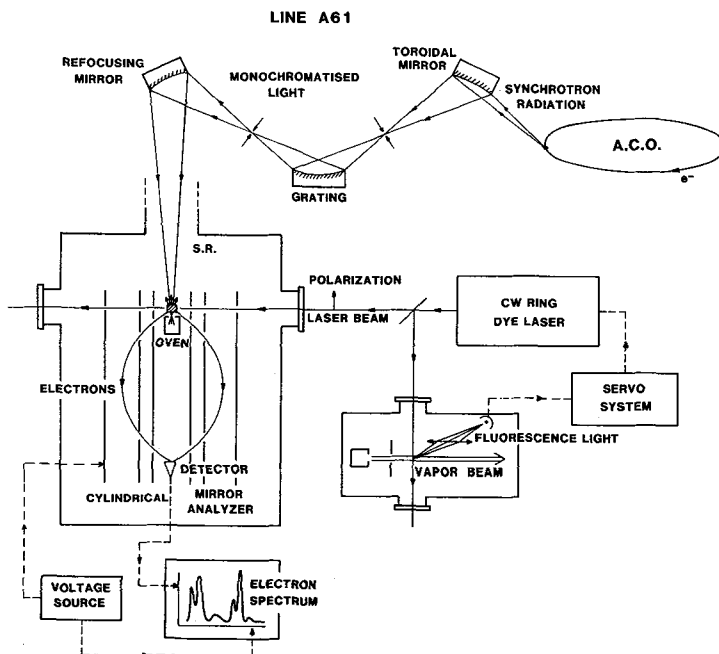 LINE A61
REFOCUSING
MIRROR
MONOCHROMATISED
LIGHT
TOROIDAL
MIRROR
SYNCHROTRON
RADIATION
A.C.O.
e-
GRATING
S.R.
POLARIZATION
LASER BEAM
CW RING
DYE LASER
OVEN
ELECTRONS
SERVO
SYSTEM
FLUORESCENCE LIGHT
VAPOR BEAM
DETECTOR
CYLINDRICAL
MIRROR
ANALYZER
VOLTAGE
SOURCE
ELECTRON
SPECTRUM